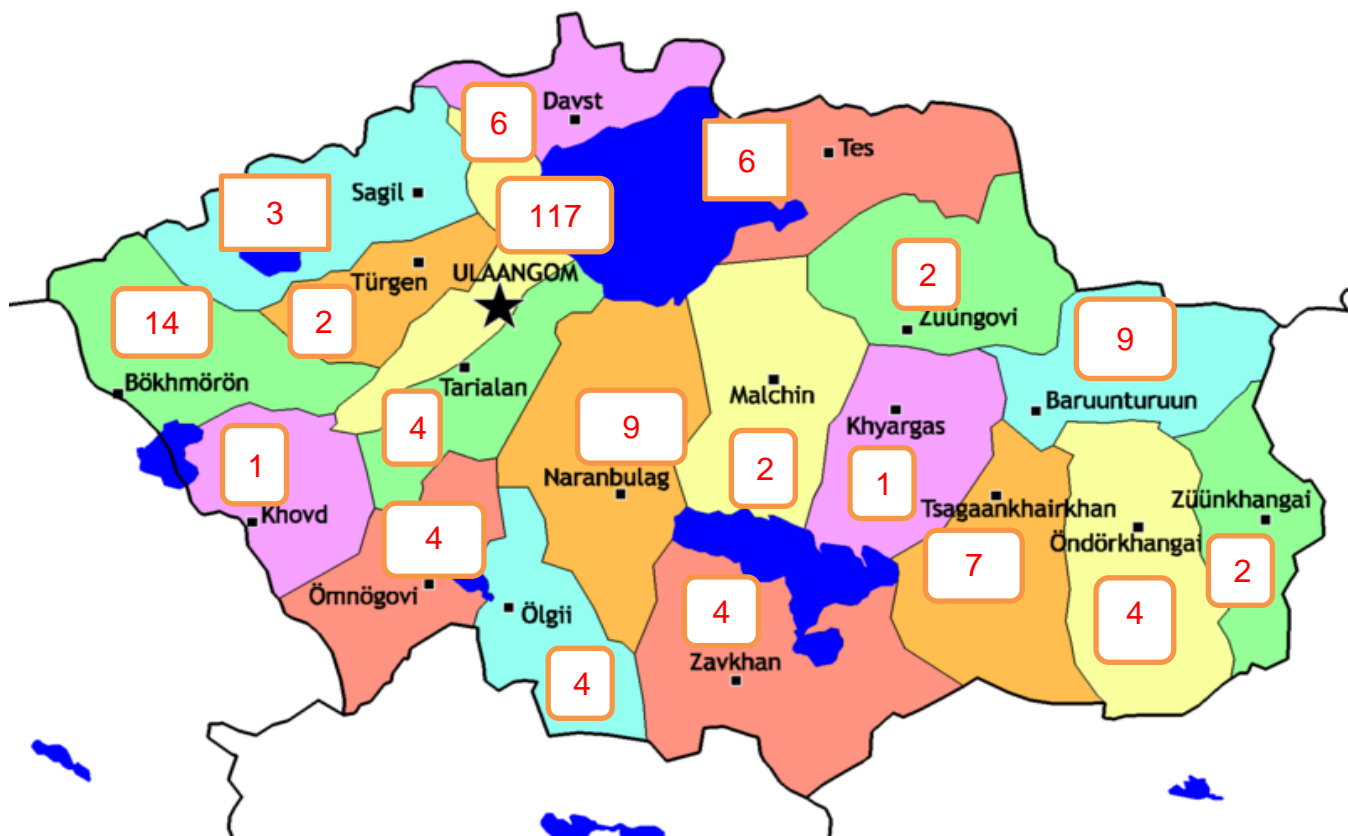 Davst
6
Tes
6
Sagil
3
117
Türgen
2
ULAANGOM
2
Züüngovi
14
Bökhmörön
9
Baruunturuun
Tarialan
4
Malchin
2
Khyargas
1
9
Naranbulag
1
Khovd
Tsagaankhairkhan
7
Züünkhangai
2
Öndörkhangai
4
4
Ömnögovi
Ölgii
4
4
Zavkhan